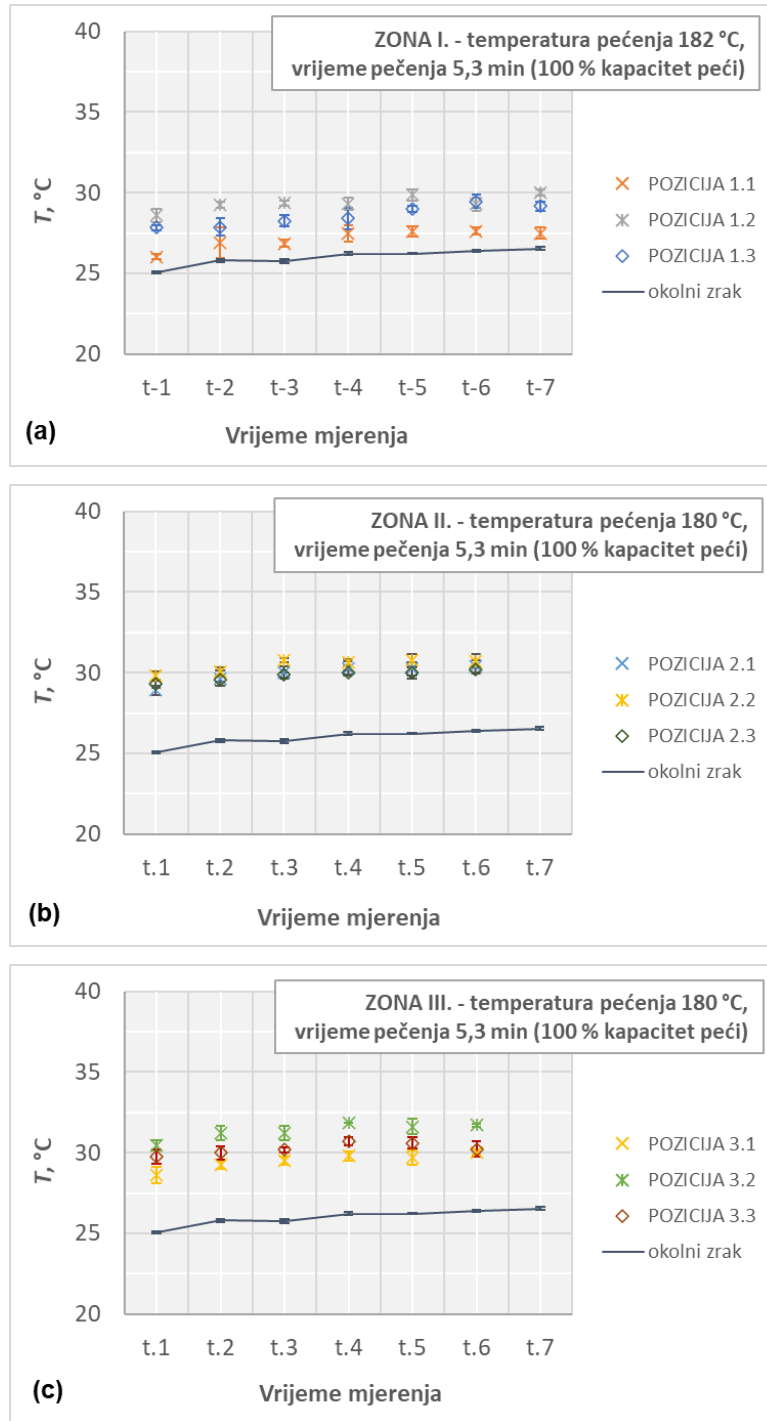 ZONA I. - temperatura pećenja 182 °C,
vrijeme pečenja 5,3 min (100 % kapacitet peći)
40
35
30
25
20
T, °C
t-1 t-2 t-3 t-4 t-5 t-6 t-7
Vrijeme mjerenja
POZICIJA 1.1
POZICIJA 1.2
POZICIJA 1.3
okolni zrak
(a)
ZONA II. - temperatura pećenja 180 °C,
vrijeme pečenja 5,3 min (100 % kapacitet peći)
40
35
30
25
20
T, °C
t.1 t.2 t.3 t.4 t.5 t.6 t.7
Vrijeme mjerenja
POZICIJA 2.1
POZICIJA 2.2
POZICIJA 2.3
okolni zrak
(b)
ZONA III. - temperatura pećenja 180 °C,
vrijeme pečenja 5,3 min (100 % kapacitet peći)
40
35
30
25
20
T, °C
t.1 t.2 t.3 t.4 t.5 t.6 t.7
Vrijeme mjerenja
POZICIJA 3.1
POZICIJA 3.2
POZICIJA 3.3
okolni zrak
(c)